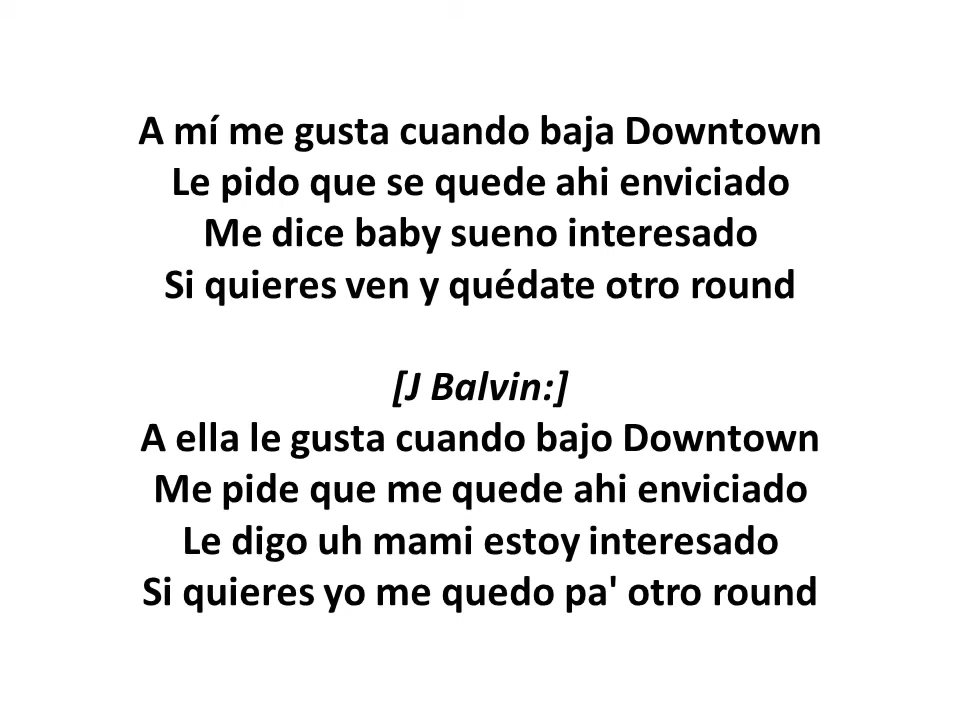 A mí me gusta cuando baja Downtown
Le pido que se quede ahi enviciado
Me dice baby sueno interesado
Si quieres ven y quédate otro round
[J Balvin:]
A ella le gusta cuando bajo Downtown
Me pide que me quede ahi enviciado
Le digo uh mami estoy interesado
Si quieres yo me quedo pa' otro round